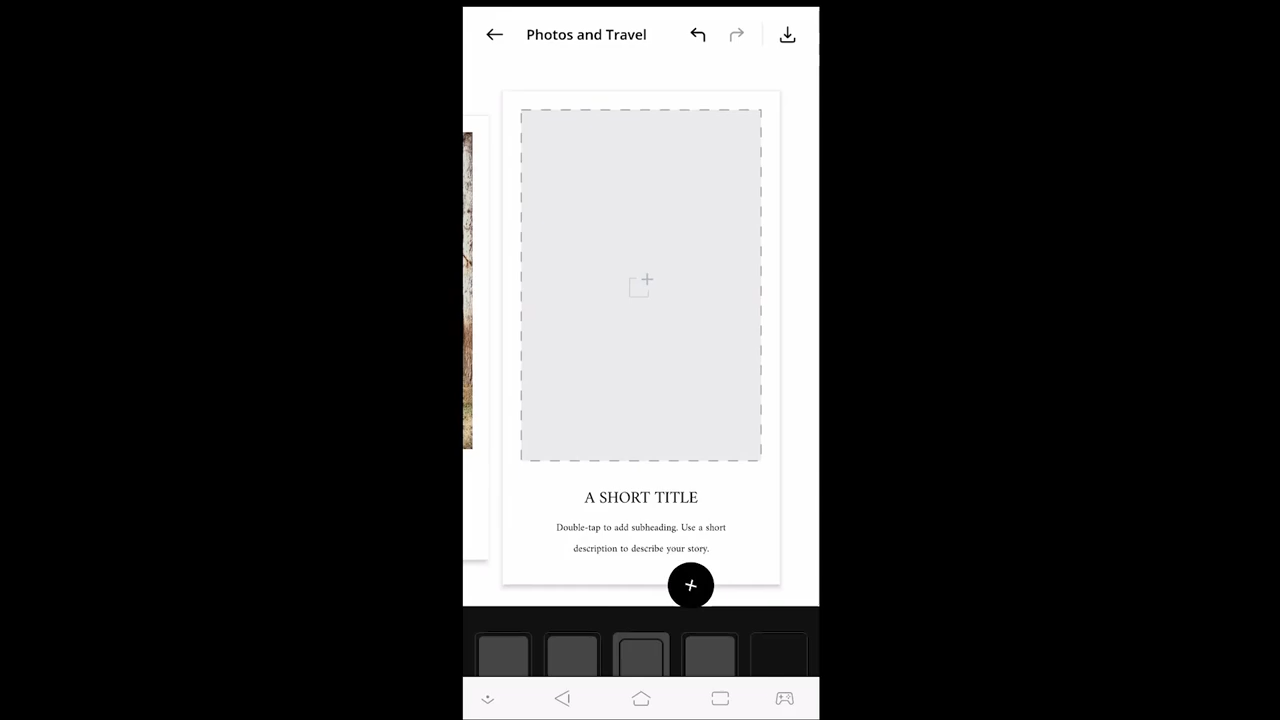 Photos and Travel
A SHORT TITLE
Double-tap to add subheading. Use a short
description to describe your story.